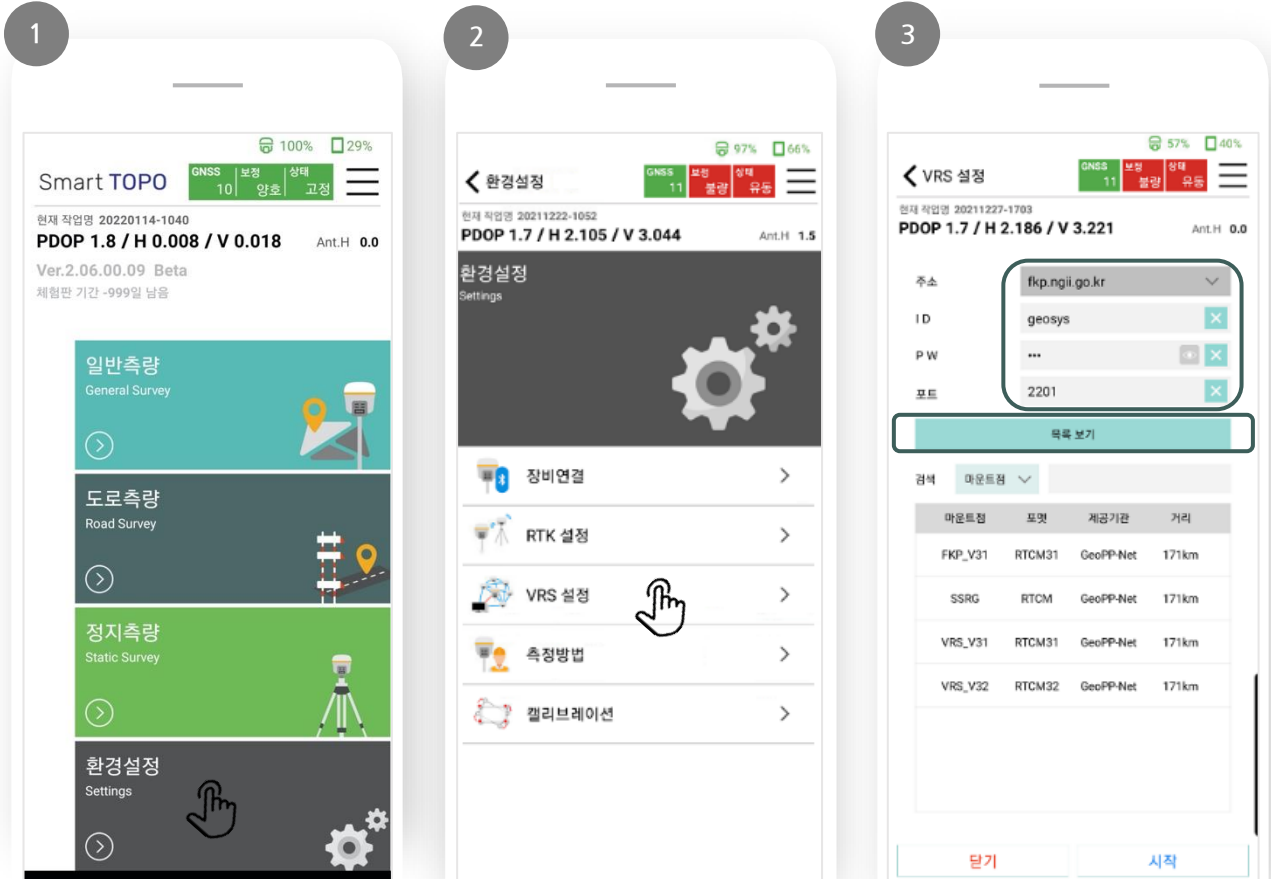 1
100% 29%
Smart TOPO
GNSS 보정 상태
10 양호 고정
현재 작업명 20220114-1040
PDOP 1.8 / H 0.008 / V 0.018 Ant.H 0.0
Ver.2.06.00.09 Beta
체험판 기간 -999일 남음
일반측량
General Survey
도로측량
Road Survey
정지측량
Static Survey
환경설정
Settings
2
97% 66%
환경설정
GNSS 보정 상태
11 불량 유동
현재 작업명 20211222-1052
PDOP 1.7 / H 2.105 / V 3.044 Ant.H 1.5
환경설정
Settings
장비연결
RTK 설정
VRS 설정
측정방법
캘리브레이션
3
57% 40%
VRS 설정
GNSS 보정 상태
11 불량 유동
현재 작업명 20211227-1703
PDOP 1.7 / H 2.186 / V 3.221 Ant.H 0.0
주소 fkp.ngii.go.kr
ID geosys
PW •••
포트 2201
목록 보기
검색 마운트점
마운트점 포맷 제공기관 거리
FKP_V31 RTCM31 GeoPP-Net 171km
SSRG RTCM GeoPP-Net 171km
VRS_V31 RTCM31 GeoPP-Net 171km
VRS_V32 RTCM32 GeoPP-Net 171km
닫기 시작